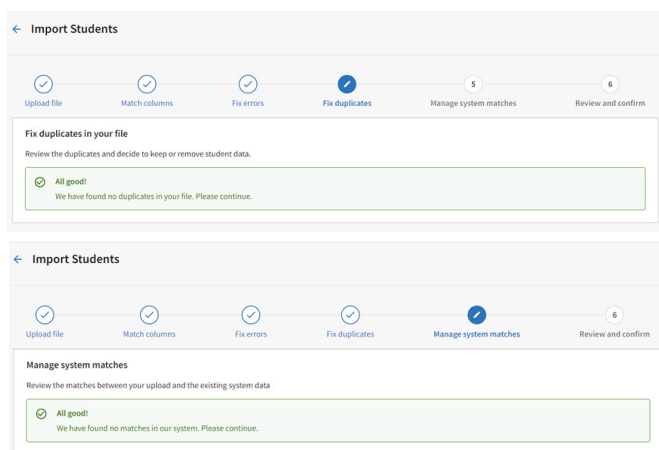 ← Import Students
5
6
Upload file
Match columns
Fix errors
Fix duplicates
Manage system matches
Review and confirm
Fix duplicates in your file
Review the duplicates and decide to keep or remove student data.
All good!
We have found no duplicates in your file. Please continue.
← Import Students
6
Upload file
Match columns
Fix errors
Fix duplicates
Manage system matches
Review and confirm
Manage system matches
Review the matches between your upload and the existing system data
All good!
We have found no matches in our system. Please continue.